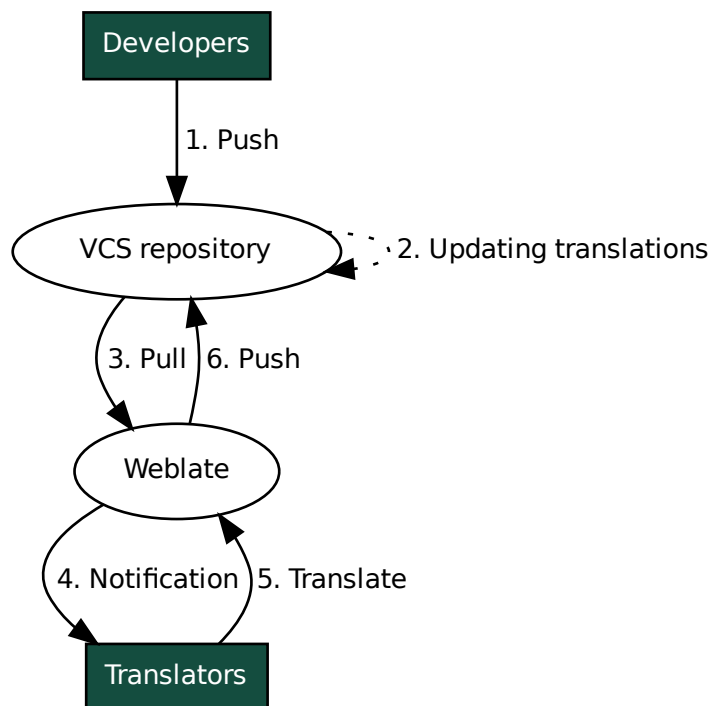 Developers
1. Push
VCS repository
2. Updating translations
3. Pull
6. Push
Weblate
4. Notification
5. Translate
Translators